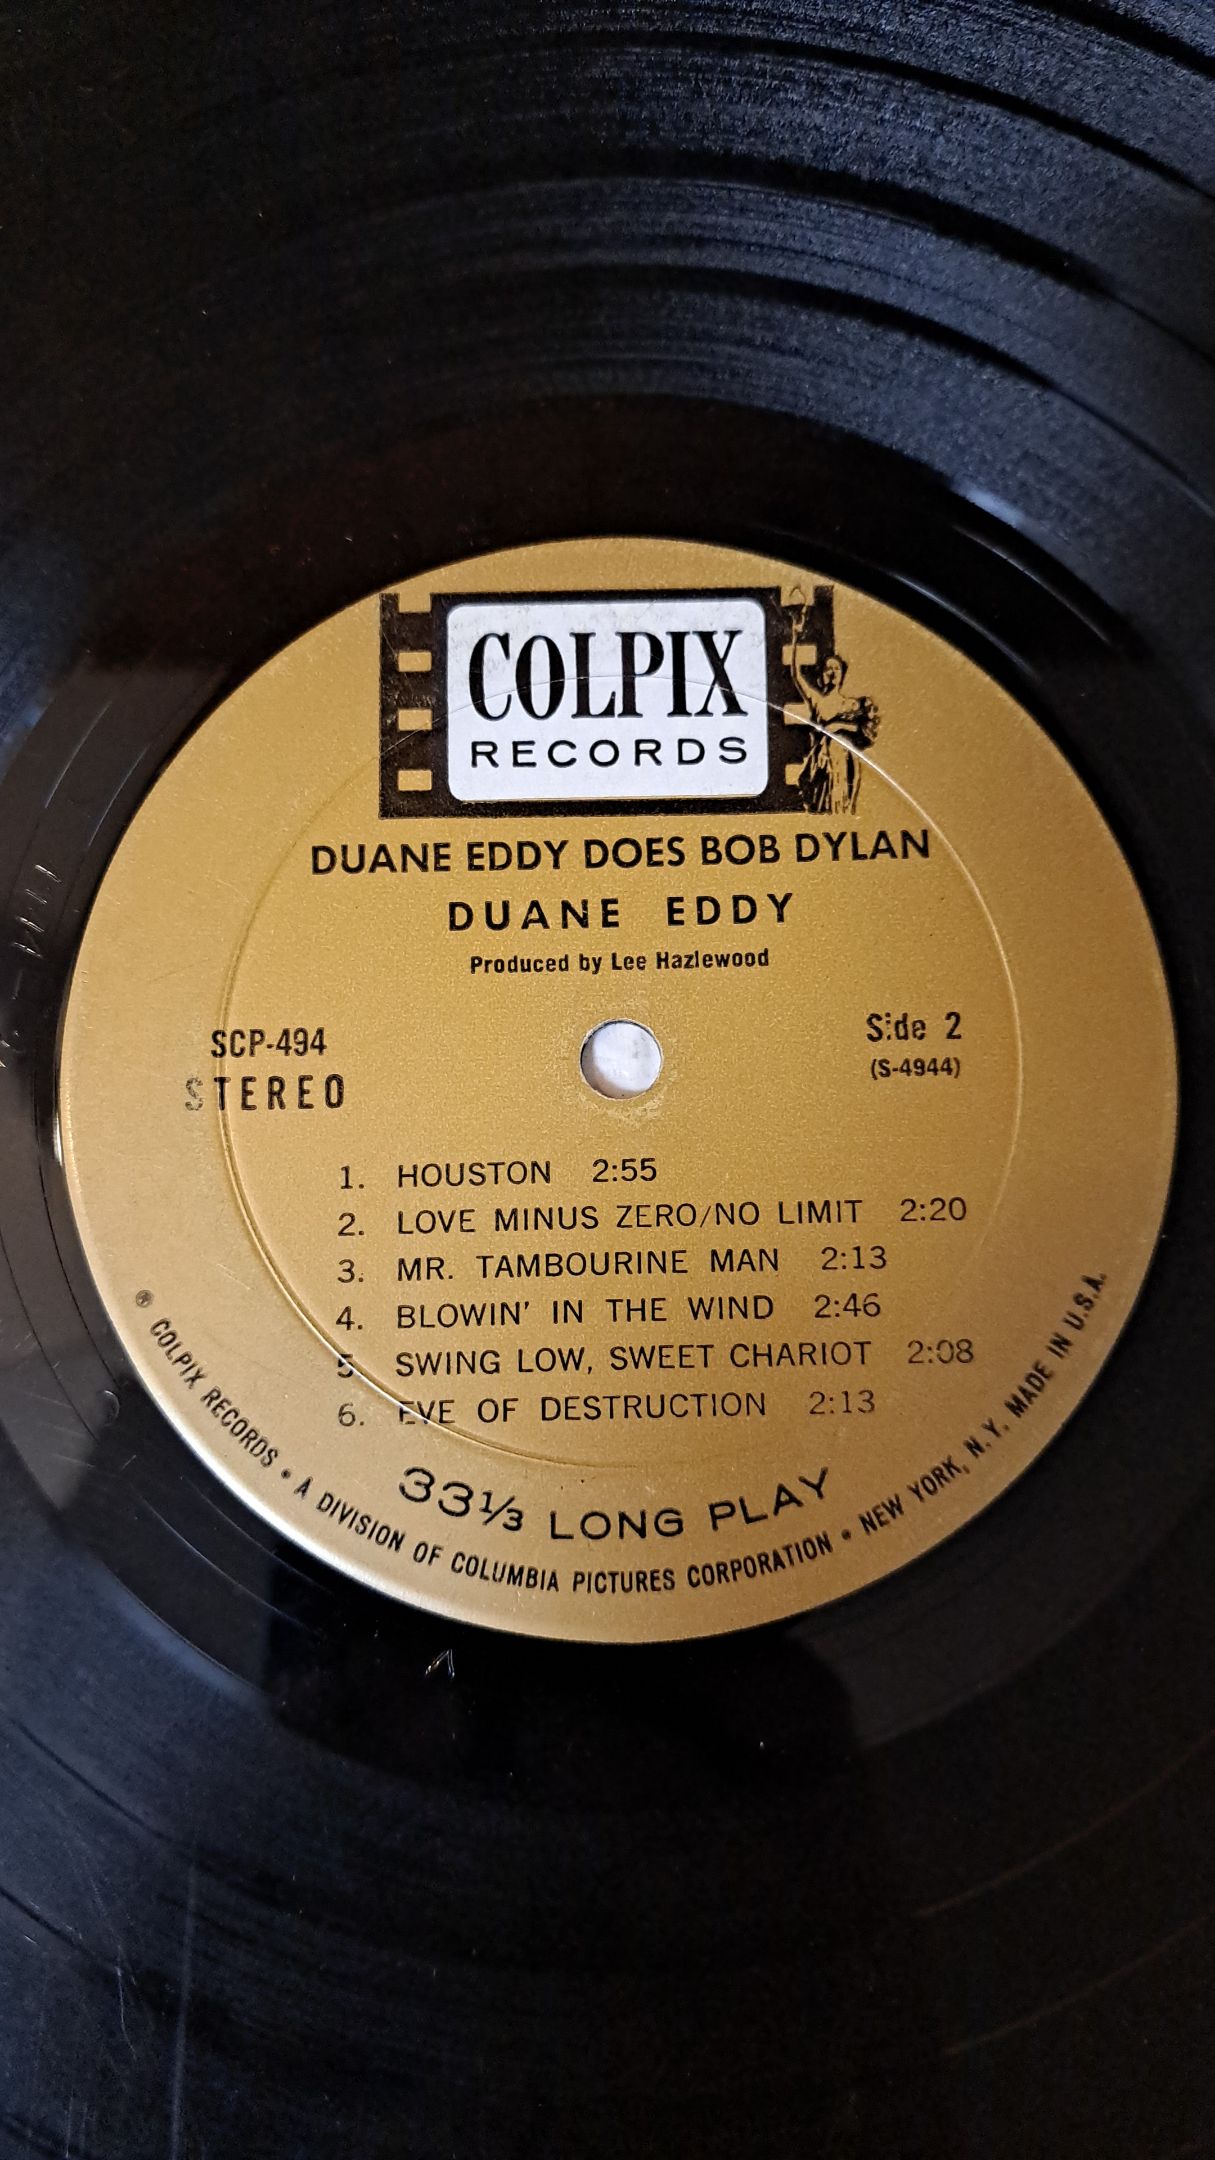 COLPIX
RECORDS
DUANE EDDY DOES BOB DYLAN
DUANE EDDY
Produced by Lee Hazlewood
SCP-494
STEREO
Side 2
(S-4944)
1. HOUSTON 2:55
2. LOVE MINUS ZERO/NO LIMIT 2:20
3. MR. TAMBOURINE MAN 2:13
4. BLOWIN' IN THE WIND 2:46
5 SWING LOW, SWEET CHARIOT 2:08
6. EVE OF DESTRUCTION 2:13
33⅓ LONG PLAY
® COLPIX RECORDS • A DIVISION OF COLUMBIA PICTURES CORPORATION • NEW YORK, N.Y. MADE IN U.S.A.